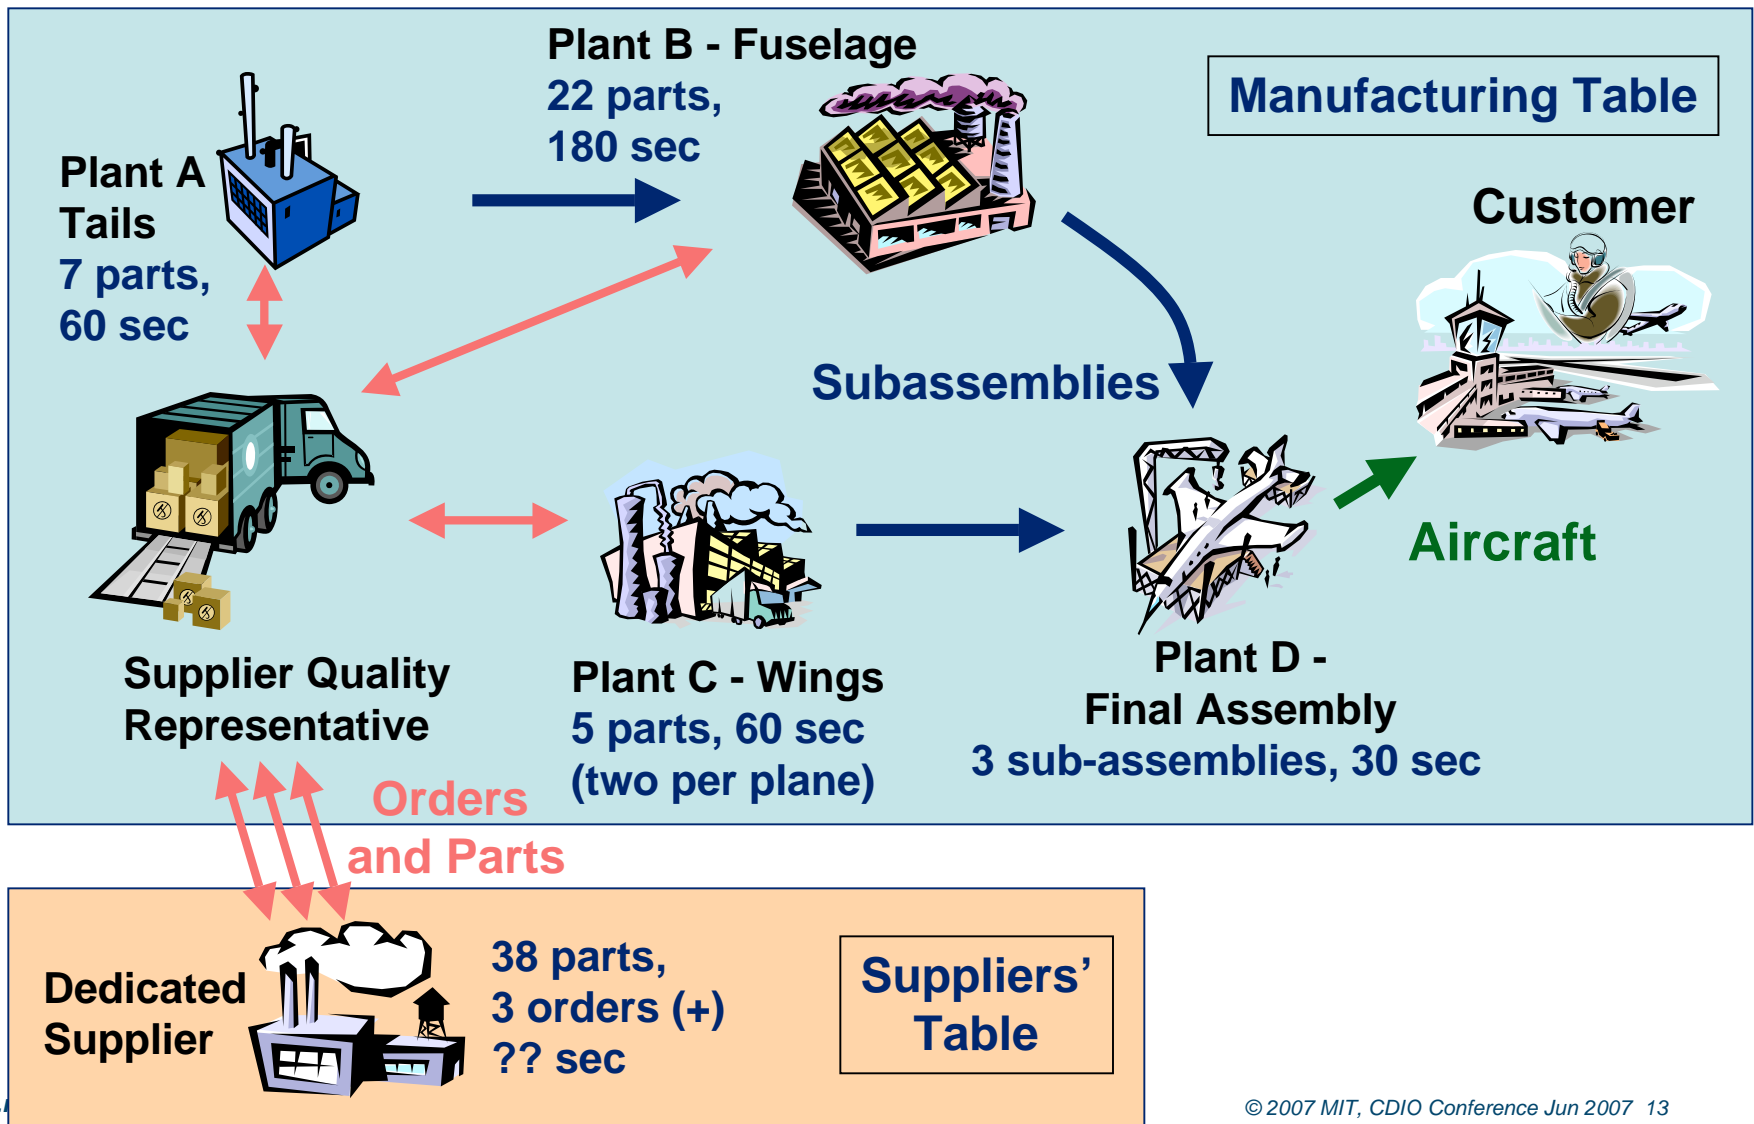 Plant B - Fuselage
22 parts,
180 sec
Manufacturing Table
Plant A
Tails
7 parts,
60 sec
Customer
Subassemblies
Aircraft
Supplier Quality
Representative
Plant C - Wings
5 parts, 60 sec
(two per plane)
Plant D -
Final Assembly
3 sub-assemblies, 30 sec
Orders
and Parts
Dedicated
Supplier
38 parts,
3 orders (+)
?? sec
Suppliers’
Table
© 2007 MIT, CDIO Conference Jun 2007 13